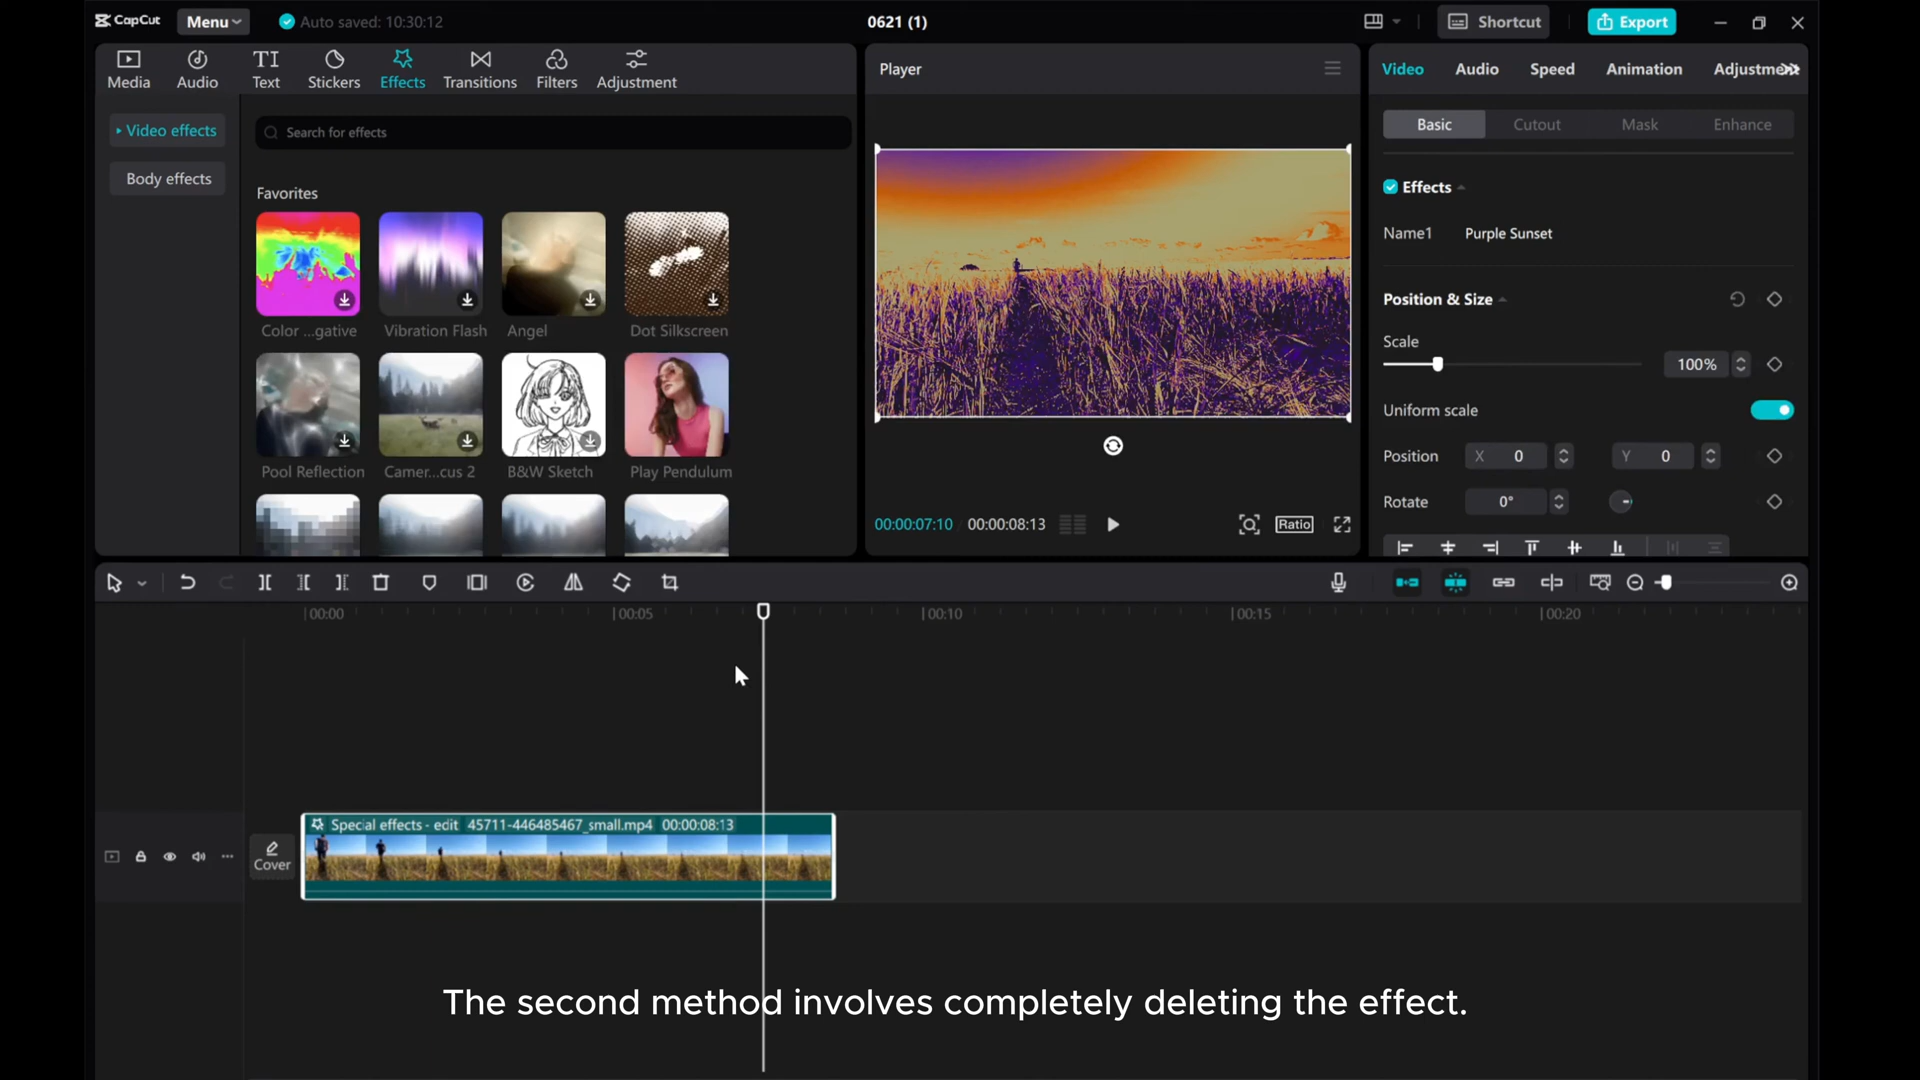 CapCut
Menu
Auto saved: 10:30:12
0621 (1)
Shortcut
Export
Media
Audio
Text
Stickers
Effects
Transitions
Filters
Adjustment
Video effects
Body effects
Search for effects
Favorites
Color ...gative
Vibration Flash
Angel
Dot Silkscreen
Pool Reflection
Camer...cus 2
B&W Sketch
Play Pendulum
Player
00:00:07:10
00:00:08:13
Ratio
Video
Audio
Speed
Animation
Adjustment
Basic
Cutout
Mask
Enhance
Effects
Name1
Purple Sunset
Position & Size
Scale
100%
Uniform scale
Position
X 0
Y 0
Rotate
0°
00:00
00:05
00:10
00:15
00:20
Cover
Special effects - edit 45711-446485467_small.mp4 00:00:08:13
The second method involves completely deleting the effect.